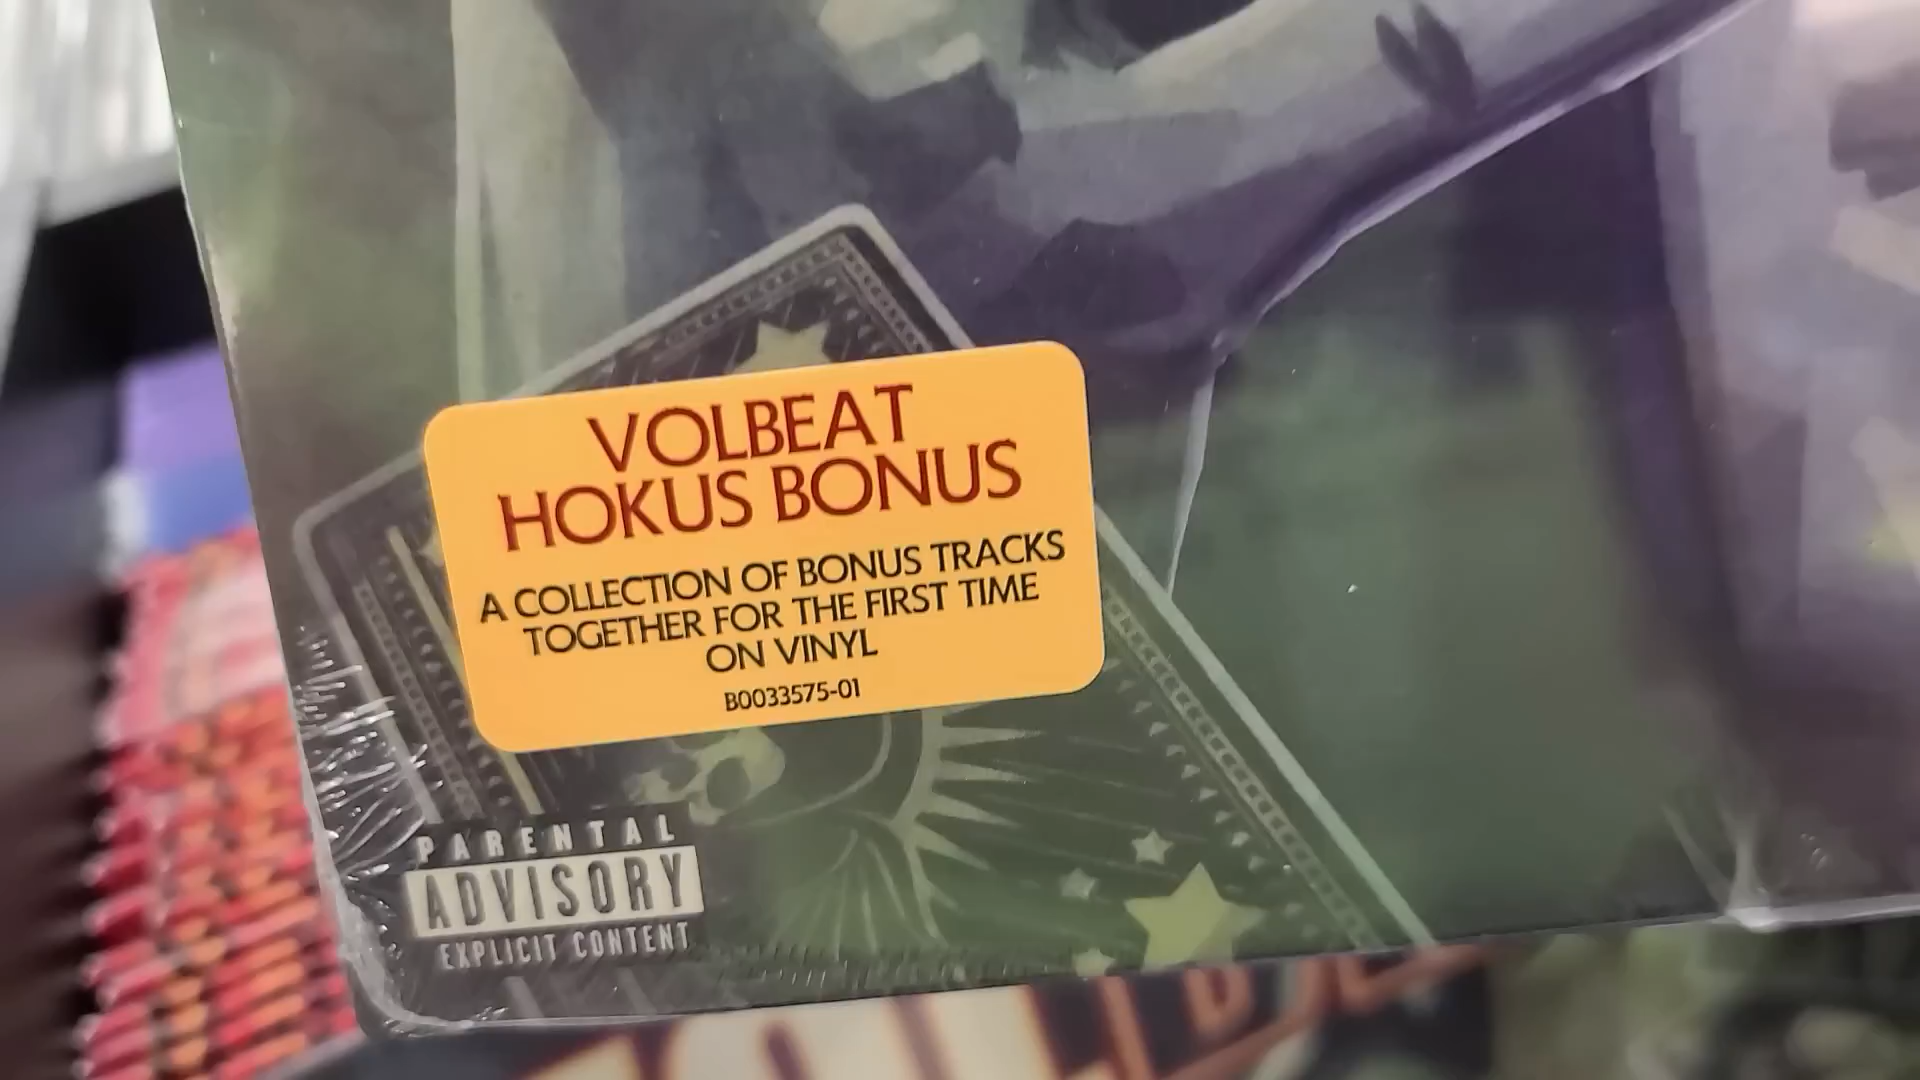 VOLBEAT
HOKUS BONUS
A COLLECTION OF BONUS TRACKS
TOGETHER FOR THE FIRST TIME
ON VINYL
B0033575-01
PARENTAL
ADVISORY
EXPLICIT CONTENT